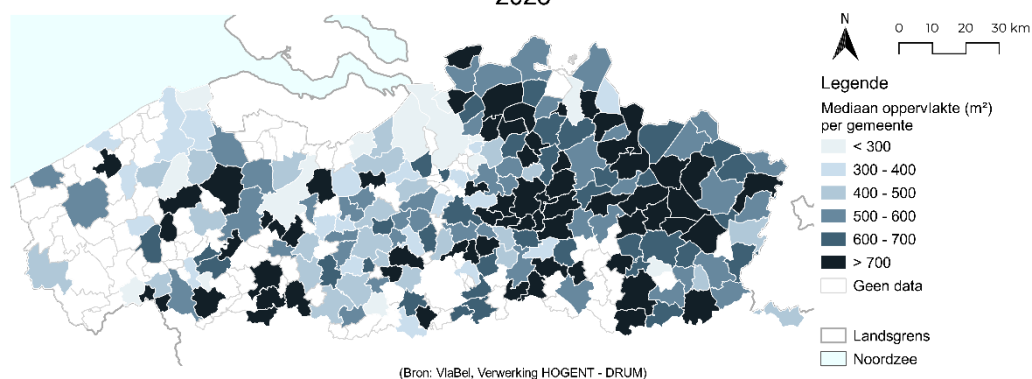 N
0 10 20 30 km
Legende
Mediaan oppervlakte (m²)
per gemeente
< 300
300 - 400
400 - 500
500 - 600
600 - 700
> 700
Geen data
Landsgrens
Noordzee
(Bron: VlaBel, Verwerking HOGENT - DRUM)